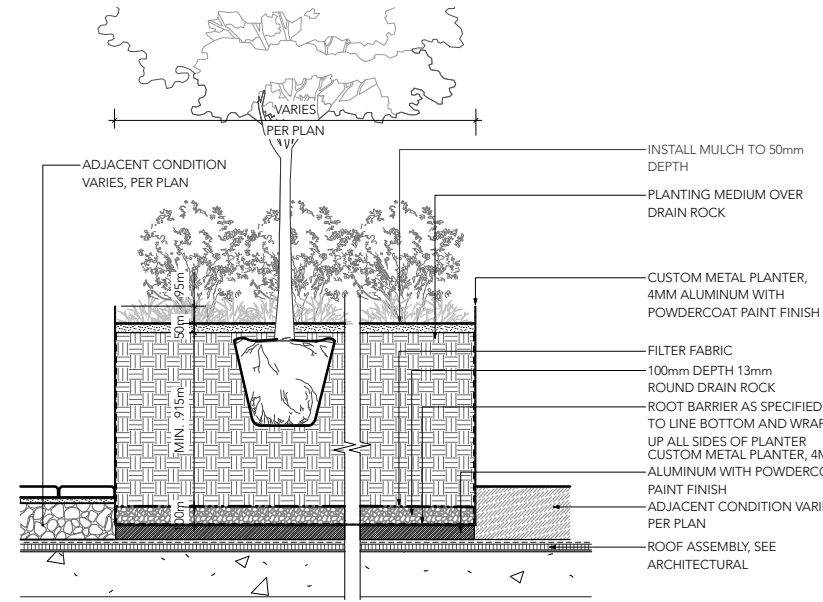 VARIES
PER PLAN
ADJACENT CONDITION
VARIES, PER PLAN
INSTALL MULCH TO 50mm
DEPTH
PLANTING MEDIUM OVER
DRAIN ROCK
CUSTOM METAL PLANTER,
4MM ALUMINUM WITH
POWDERCOAT PAINT FINISH
FILTER FABRIC
100mm DEPTH 13mm
ROUND DRAIN ROCK
ROOT BARRIER AS SPECIFIED
TO LINE BOTTOM AND WRAP
UP ALL SIDES OF PLANTER
CUSTOM METAL PLANTER, 4M
ALUMINUM WITH POWDERCO
PAINT FINISH
ADJACENT CONDITION VARI
PER PLAN
ROOF ASSEMBLY, SEE
ARCHITECTURAL
MIN. .915m